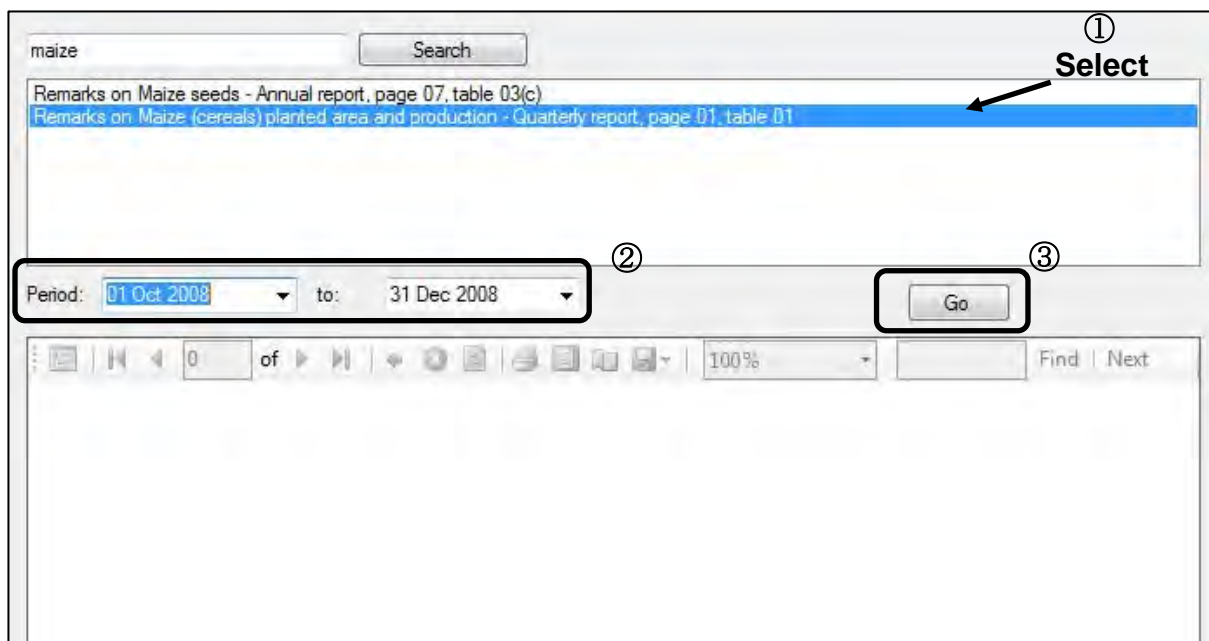 ①
maize Search
Select
Remarks on Maize seeds - Annual report, page 07, table 03(c)
Remarks on Maize (cereals) planted area and production - Quarterly report, page 01, table 01
②
③
Period: 01 Oct 2008 to: 31 Dec 2008
Go
0 of 100% Find | Next